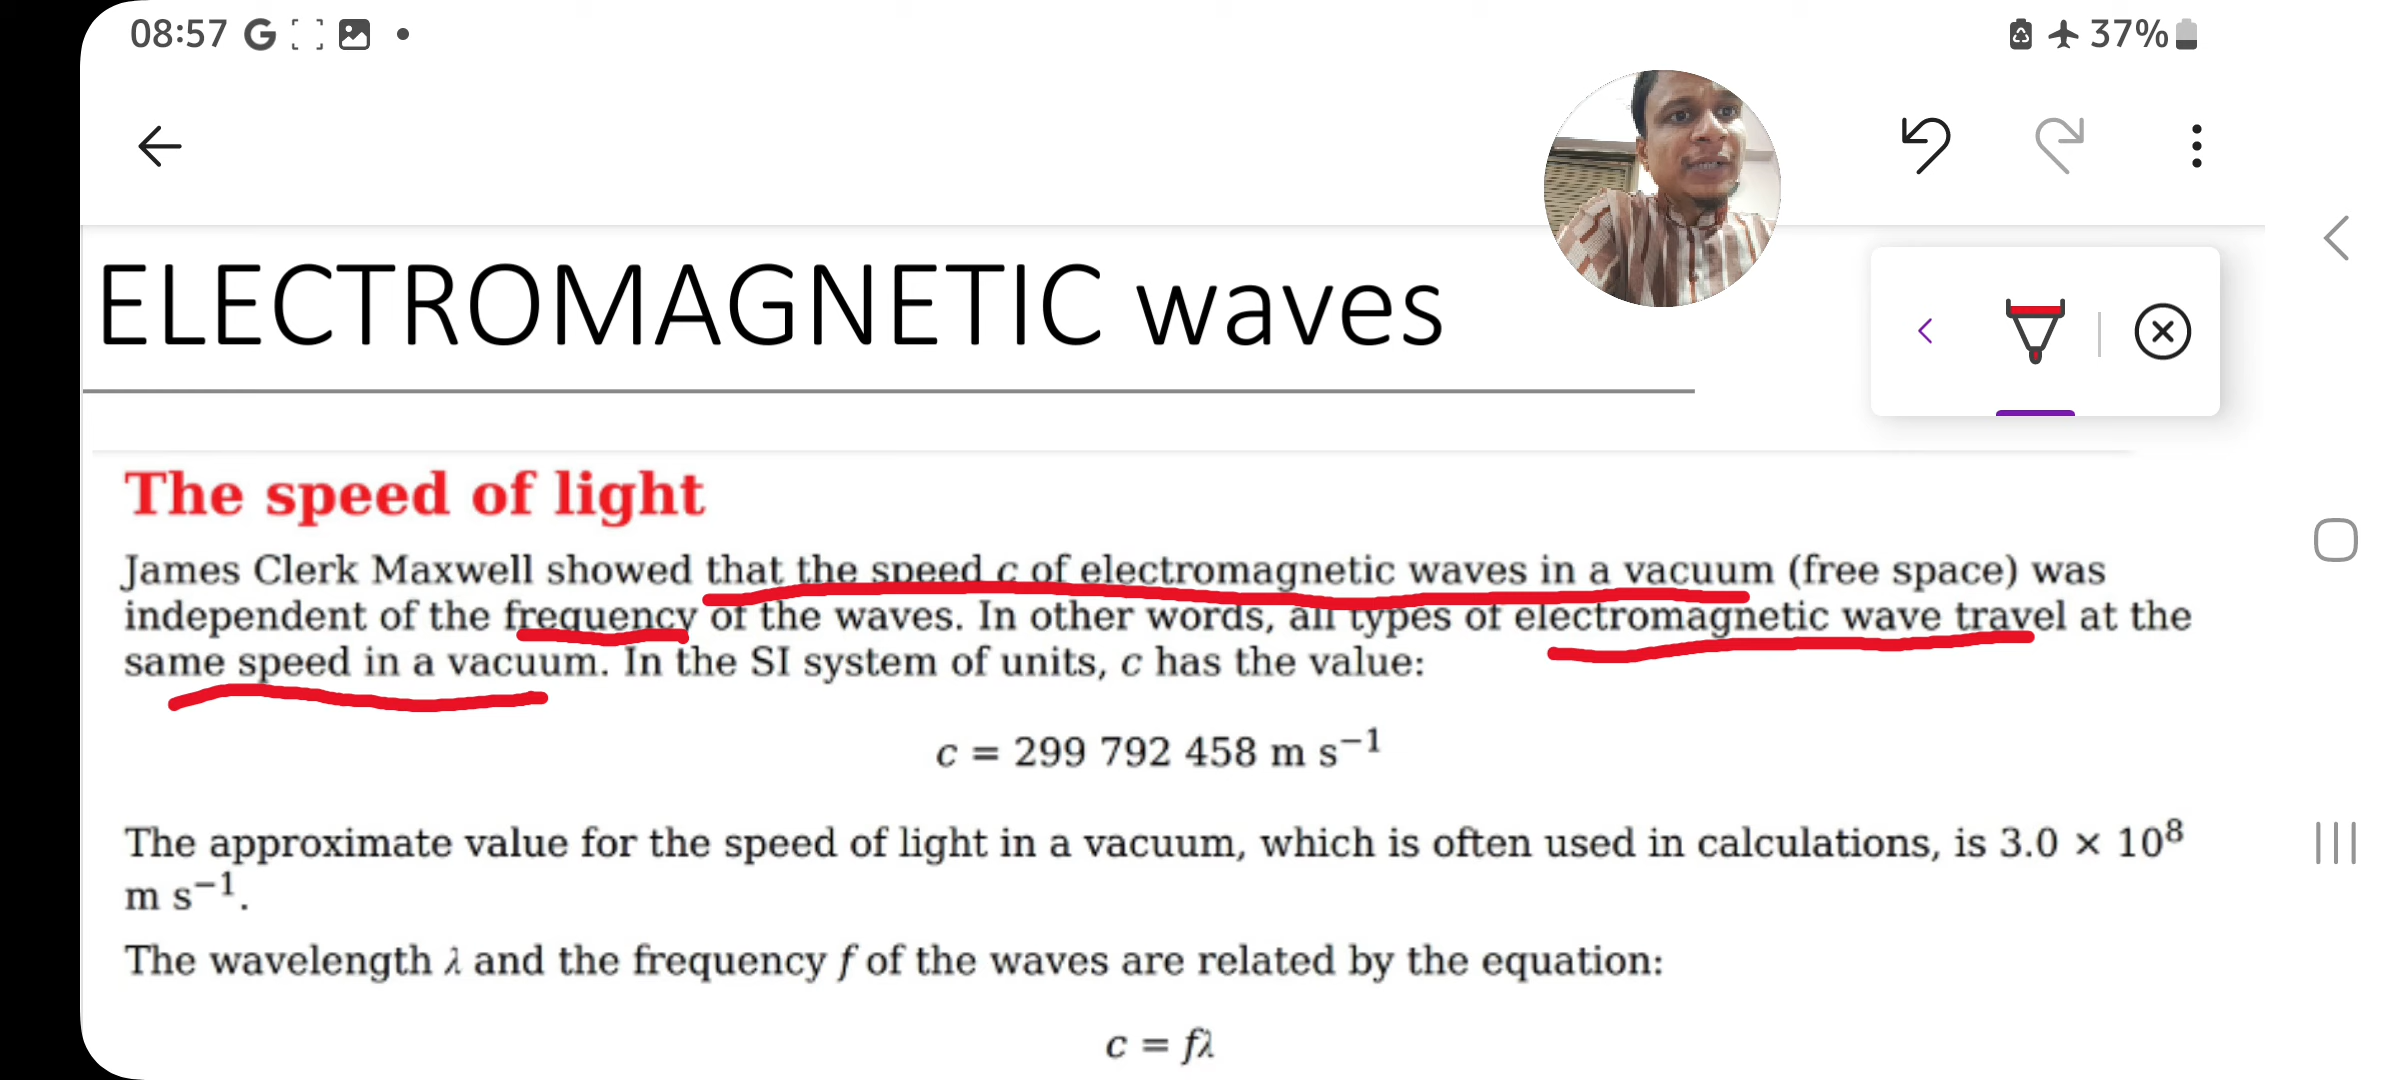 08:57 G
37%
ELECTROMAGNETIC waves
The speed of light
James Clerk Maxwell showed that the speed c of electromagnetic waves in a vacuum (free space) was
independent of the frequency of the waves. In other words, all types of electromagnetic wave travel at the
same speed in a vacuum. In the SI system of units, c has the value:
c = 299 792 458 m s⁻¹
The approximate value for the speed of light in a vacuum, which is often used in calculations, is 3.0 × 10⁸
m s⁻¹.
The wavelength λ and the frequency f of the waves are related by the equation:
c = fλ